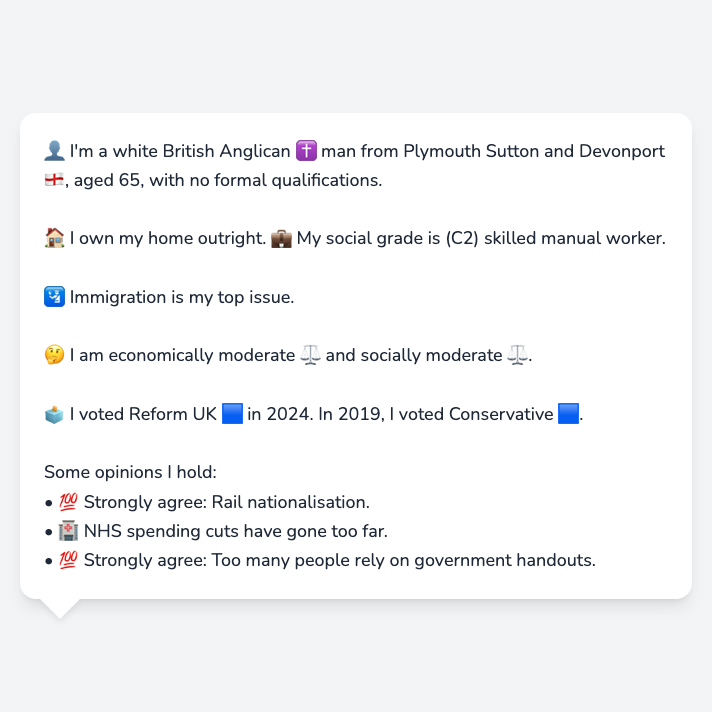 👤 I'm a white British Anglican ✝️ man from Plymouth Sutton and Devonport
🏴󠁧󠁢󠁥󠁮󠁧󠁿, aged 65, with no formal qualifications.
🏠 I own my home outright. 💼 My social grade is (C2) skilled manual worker.
🛂 Immigration is my top issue.
🤔 I am economically moderate ⚖️ and socially moderate ⚖️.
🗳️ I voted Reform UK 🟦 in 2024. In 2019, I voted Conservative 🟦.
Some opinions I hold:
• 💯 Strongly agree: Rail nationalisation.
• 🏥 NHS spending cuts have gone too far.
• 💯 Strongly agree: Too many people rely on government handouts.